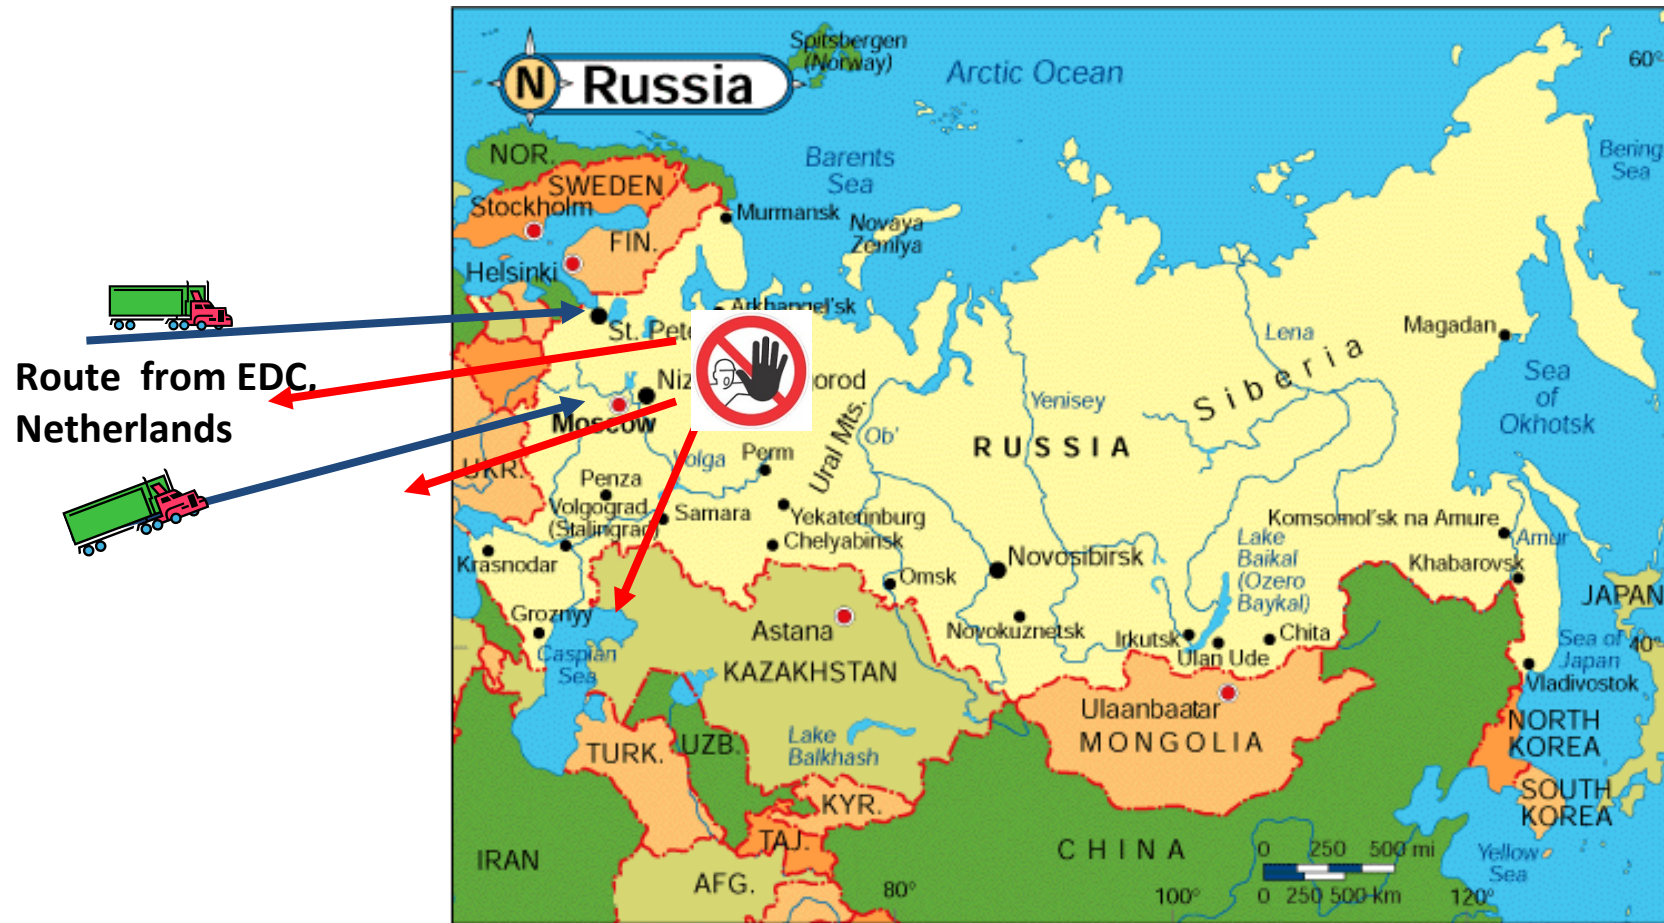 Spitsbergen
(Norway)
60°
N
Russia
Arctic Ocean
NOR.
Barents
Sea
Bering
Sea
SWEDEN
Stockholm
Murmansk
Novaya
Zemlya
FIN.
Helsinki
Arkhangel'sk
St. Pete
Lena
Magadan
Route from EDC,
Netherlands
Niz
orod
Siberia
Sea
of
Okhotsk
Yenisey
Moscow
Ural Mts.
Ob'
RUSSIA
UKR.
Volga
Perm
Penza
Volgograd
(Stalingrad)
Samara
Yekaterinburg
Chelyabinsk
Komsomol'sk na Amure
Amur
Krasnodar
Omsk
Novosibirsk
Lake
Baikal
(Ozero
Baykal)
Khabarovsk
JAPAN
Groznyy
Astana
Novokuznetsk
Irkutsk
Ulan Ude
Chita
Sea of
Japan
40°
Caspian
Sea
KAZAKHSTAN
Vladivostok
Ulaanbaatar
MONGOLIA
NORTH
KOREA
TURK.
UZB.
Lake
Balkhash
KYR.
SOUTH
KOREA
TAJ.
IRAN
CHINA
0 250 500 mi
Yellow
Sea
AFG.
80°
100°
0 250 500 km
120°